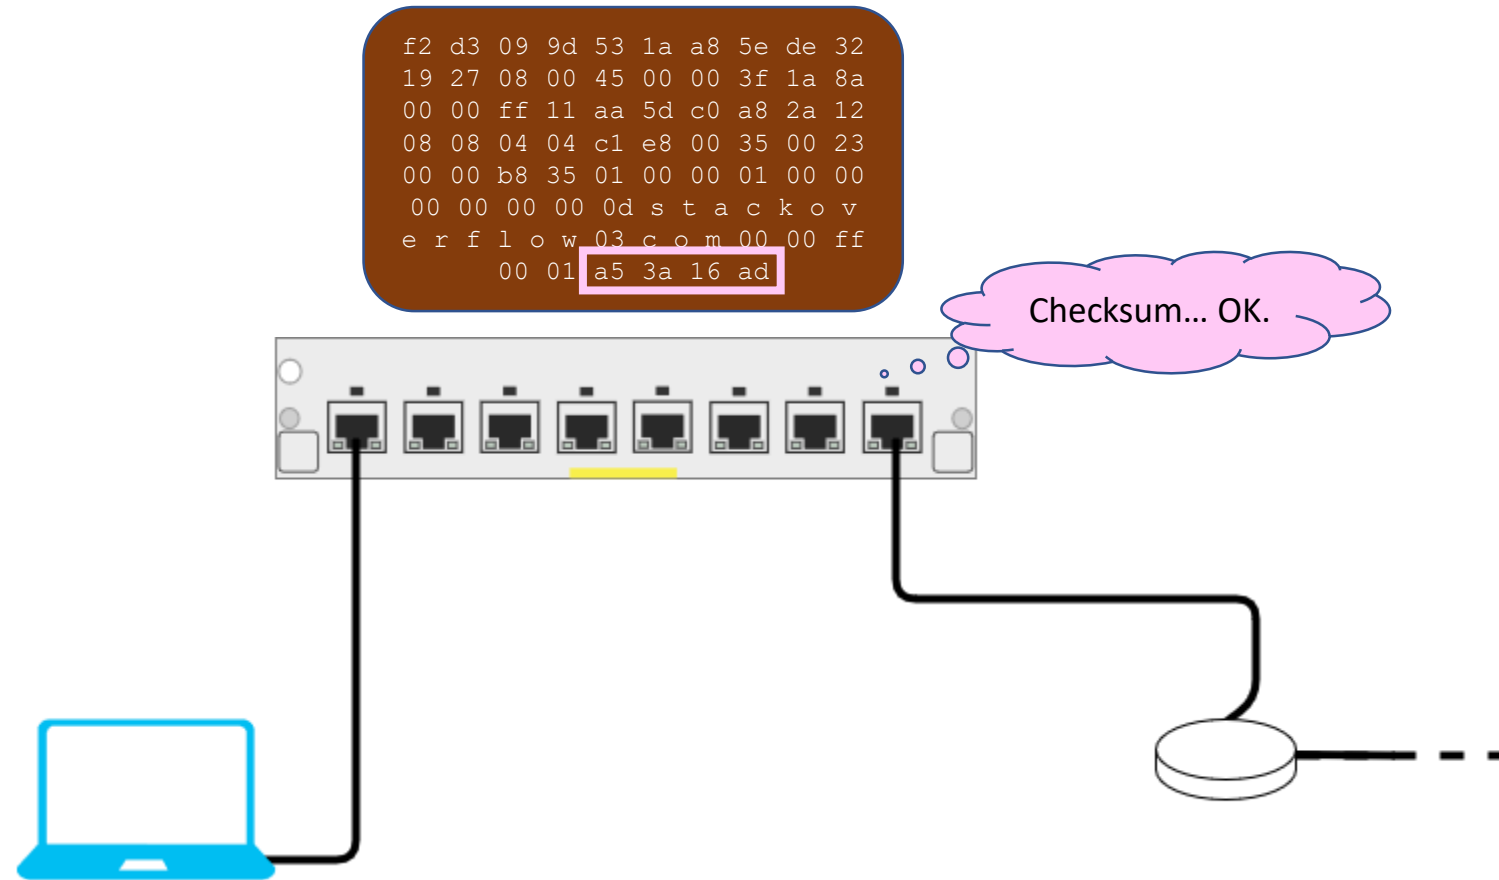 f2 d3 09 9d 53 1a a8 5e de 32
19 27 08 00 45 00 00 3f 1a 8a
00 00 ff 11 aa 5d c0 a8 2a 12
08 08 04 04 c1 e8 00 35 00 23
00 00 b8 35 01 00 00 01 00 00
00 00 00 00 0d s t a c k o v
e r f l o w 03 c o m 00 00 ff
00 01 a5 3a 16 ad
Checksum… OK.